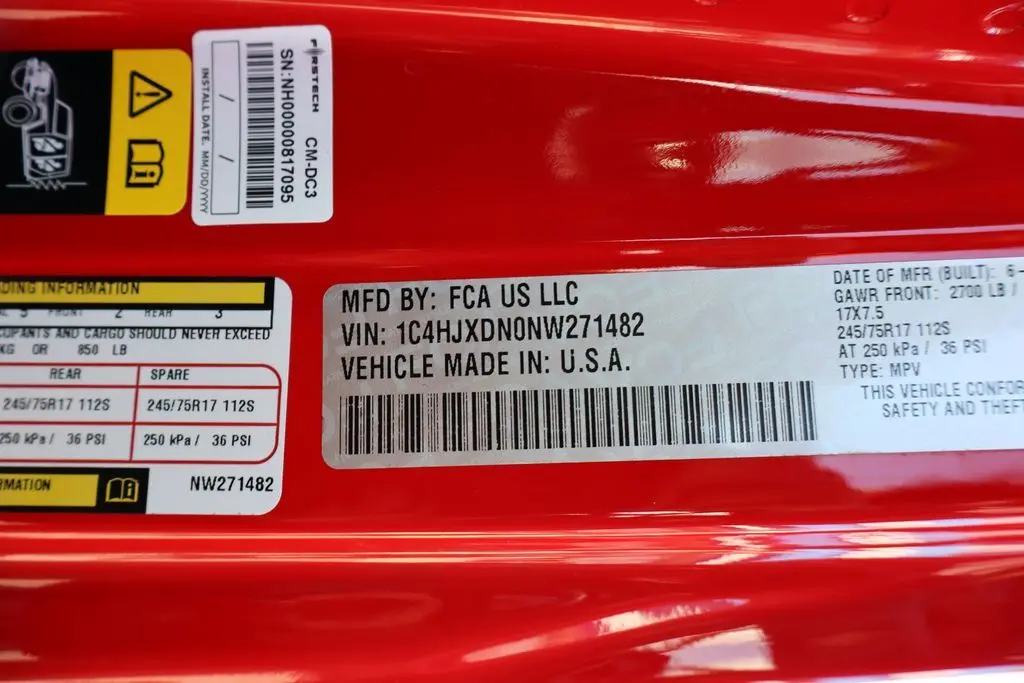 FIRSTECH CM-DC3
SN:NH0000081 7095
INSTALL DATE. MM/DD/YYYY
/ /
DING INFORMATION
5 FRONT 2 REAR 3
CUPANTS AND CARGO SHOULD NEVER EXCEED
KG OR 850 LB
REAR SPARE
245/75R17 112S 245/75R17 112S
250 kPa / 36 PSI 250 kPa / 36 PSI
RMATION
NW271482
MFD BY: FCA US LLC
VIN: 1C4HJXDN0NW271482
VEHICLE MADE IN: U.S.A.
DATE OF MFR (BUILT): 6-
GAWR FRONT: 2700 LB /
17X7.5
245/75R17 112S
AT 250 kPa / 36 PSI
TYPE: MPV
THIS VEHICLE CONFOR
SAFETY AND THEFT